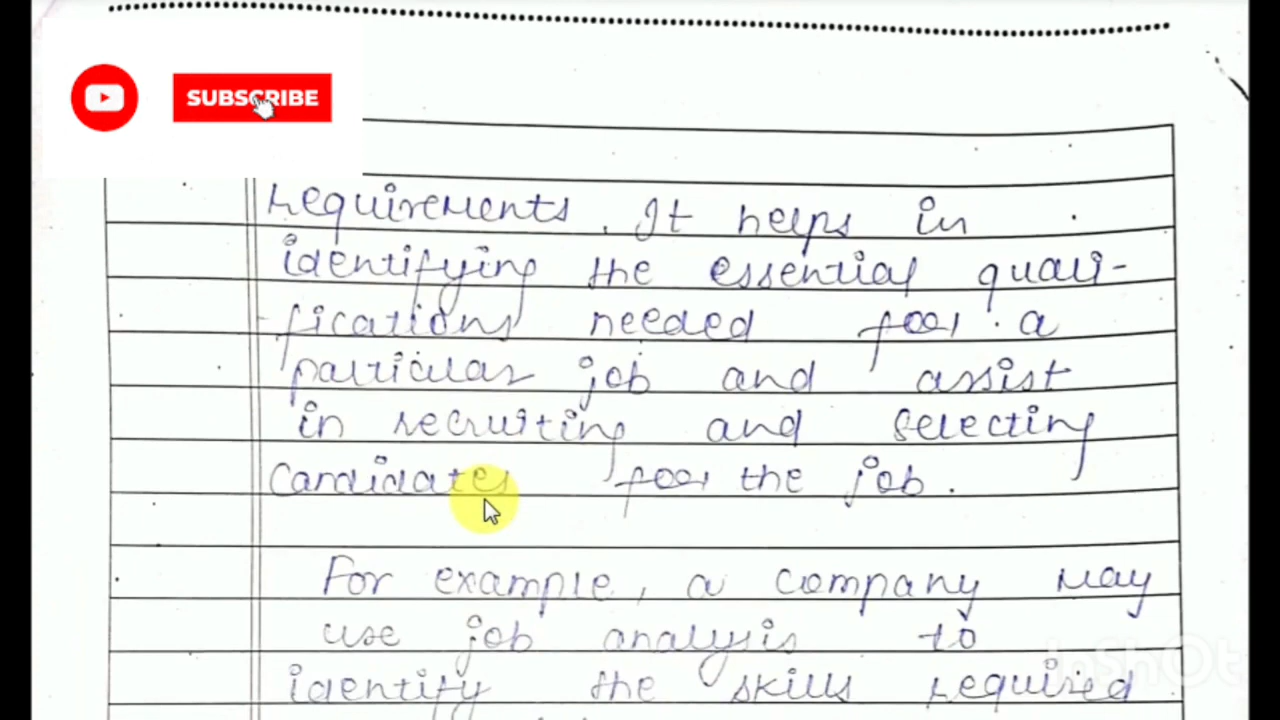 SUBSCRIBE
requirements. It helps in
identifying the essential quali-
fications needed for a
particular job and assist
in recruiting and selecting
Candidates for the job.
For example, a company may
use job analysis to
identify the skills required
InShOt